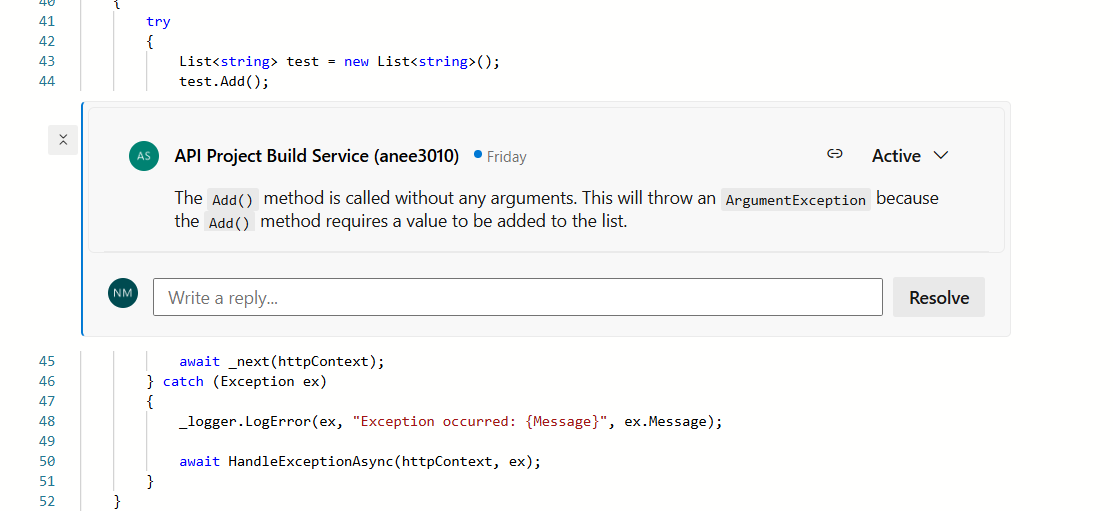 40 {
41 try
42 {
43 List<string> test = new List<string>();
44 test.Add();
AS API Project Build Service (anee3010) Friday Active
The Add() method is called without any arguments. This will throw an ArgumentException because
the Add() method requires a value to be added to the list.
NM Write a reply... Resolve
45 await _next(httpContext);
46 } catch (Exception ex)
47 {
48 _logger.LogError(ex, "Exception occurred: {Message}", ex.Message);
49
50 await HandleExceptionAsync(httpContext, ex);
51 }
52 }